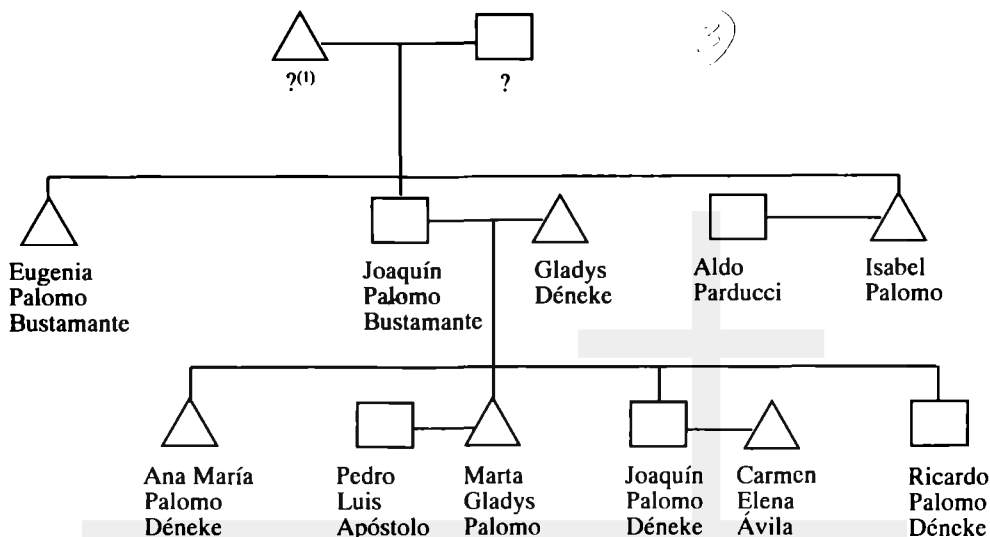 ?(1)
?
Eugenia
Palomo
Bustamante
Joaquín
Palomo
Bustamante
Gladys
Déneke
Aldo
Parducci
Isabel
Palomo
Ana María
Palomo
Déneke
Pedro
Luis
Apóstolo
Marta
Gladys
Palomo
Joaquín
Palomo
Déneke
Carmen
Elena
Ávila
Ricardo
Palomo
Déneke